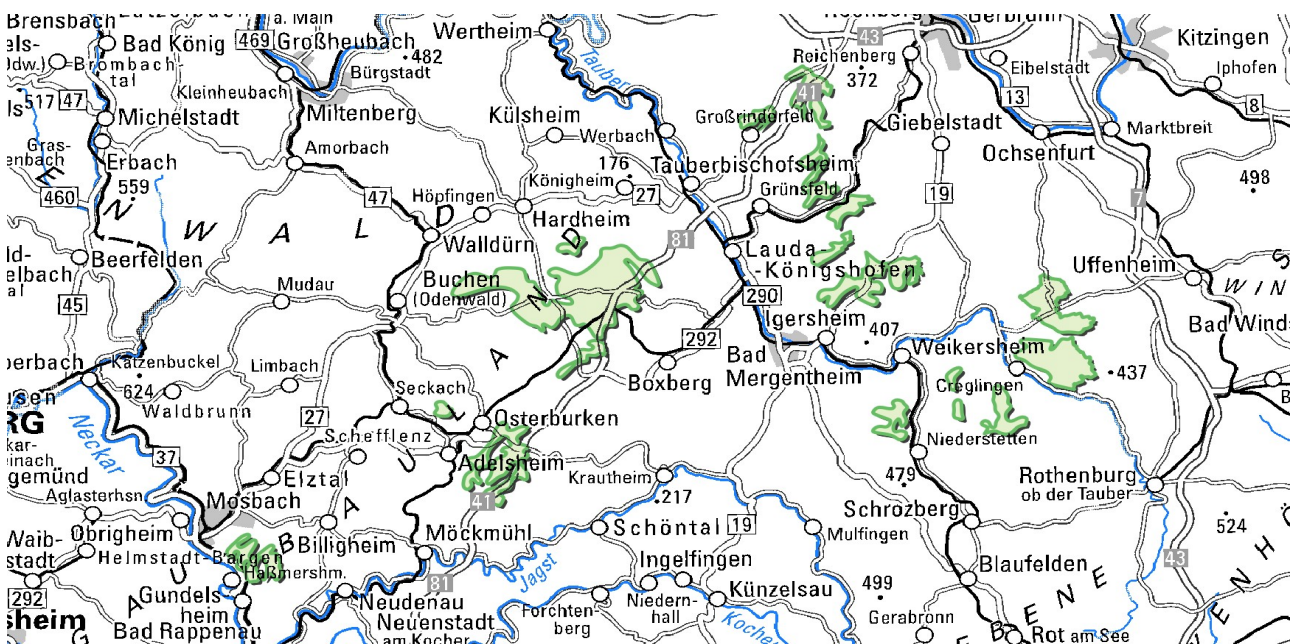 Brensbach
Bad König
Brombach-
tal
a. Main
469
Großheubach
482
Bürgstadt
Kleinheubach
Miltenberg
517
47
Michelstadt
Erbach
559
460
Amorbach
47
Wertheim
Tauber
Külsheim
Werbach
176
Königheim
27
Höpfingen
Hardheim
Walldürn
Tauberbischofsheim
Großrinderfeld
Grünsfeld
Reichenberg
372
43
41
Eibelstadt
13
Giebelstadt
Ochsenfurt
Kitzingen
Iphofen
8
Marktbreit
498
19
7
Beerfelden
45
Mudau
Buchen
(Odenwald)
81
Lauda-
-Königshofen
290
Igersheim
407
292
Boxberg
Bad
Mergentheim
Weikersheim
Creglingen
437
Uffenheim
Bad Winds
Katzenbuckel
624
Waldbrunn
Limbach
27
Seckach
Schefflenz
Osterburken
Adelsheim
41
Niederstetten
479
Rothenburg
ob der Tauber
Neckar
37
Aglasterhsn.
Mosbach
Elztal
Obrigheim
Krautheim
217
19
Schrozberg
524
Waib-
stadt
Helmstadt-Bargen
Haßmershm.
Billigheim
Möckmühl
Schöntal
Mulfingen
Ingelfingen
Jagst
81
Blaufelden
43
292
Gundels
heim
Bad Rappenau
Neudenau
Neuenstadt
am Kocher
Forchten-
berg
Niedern-
hall
Künzelsau
Kocher
499
Gerabronn
Rot am See